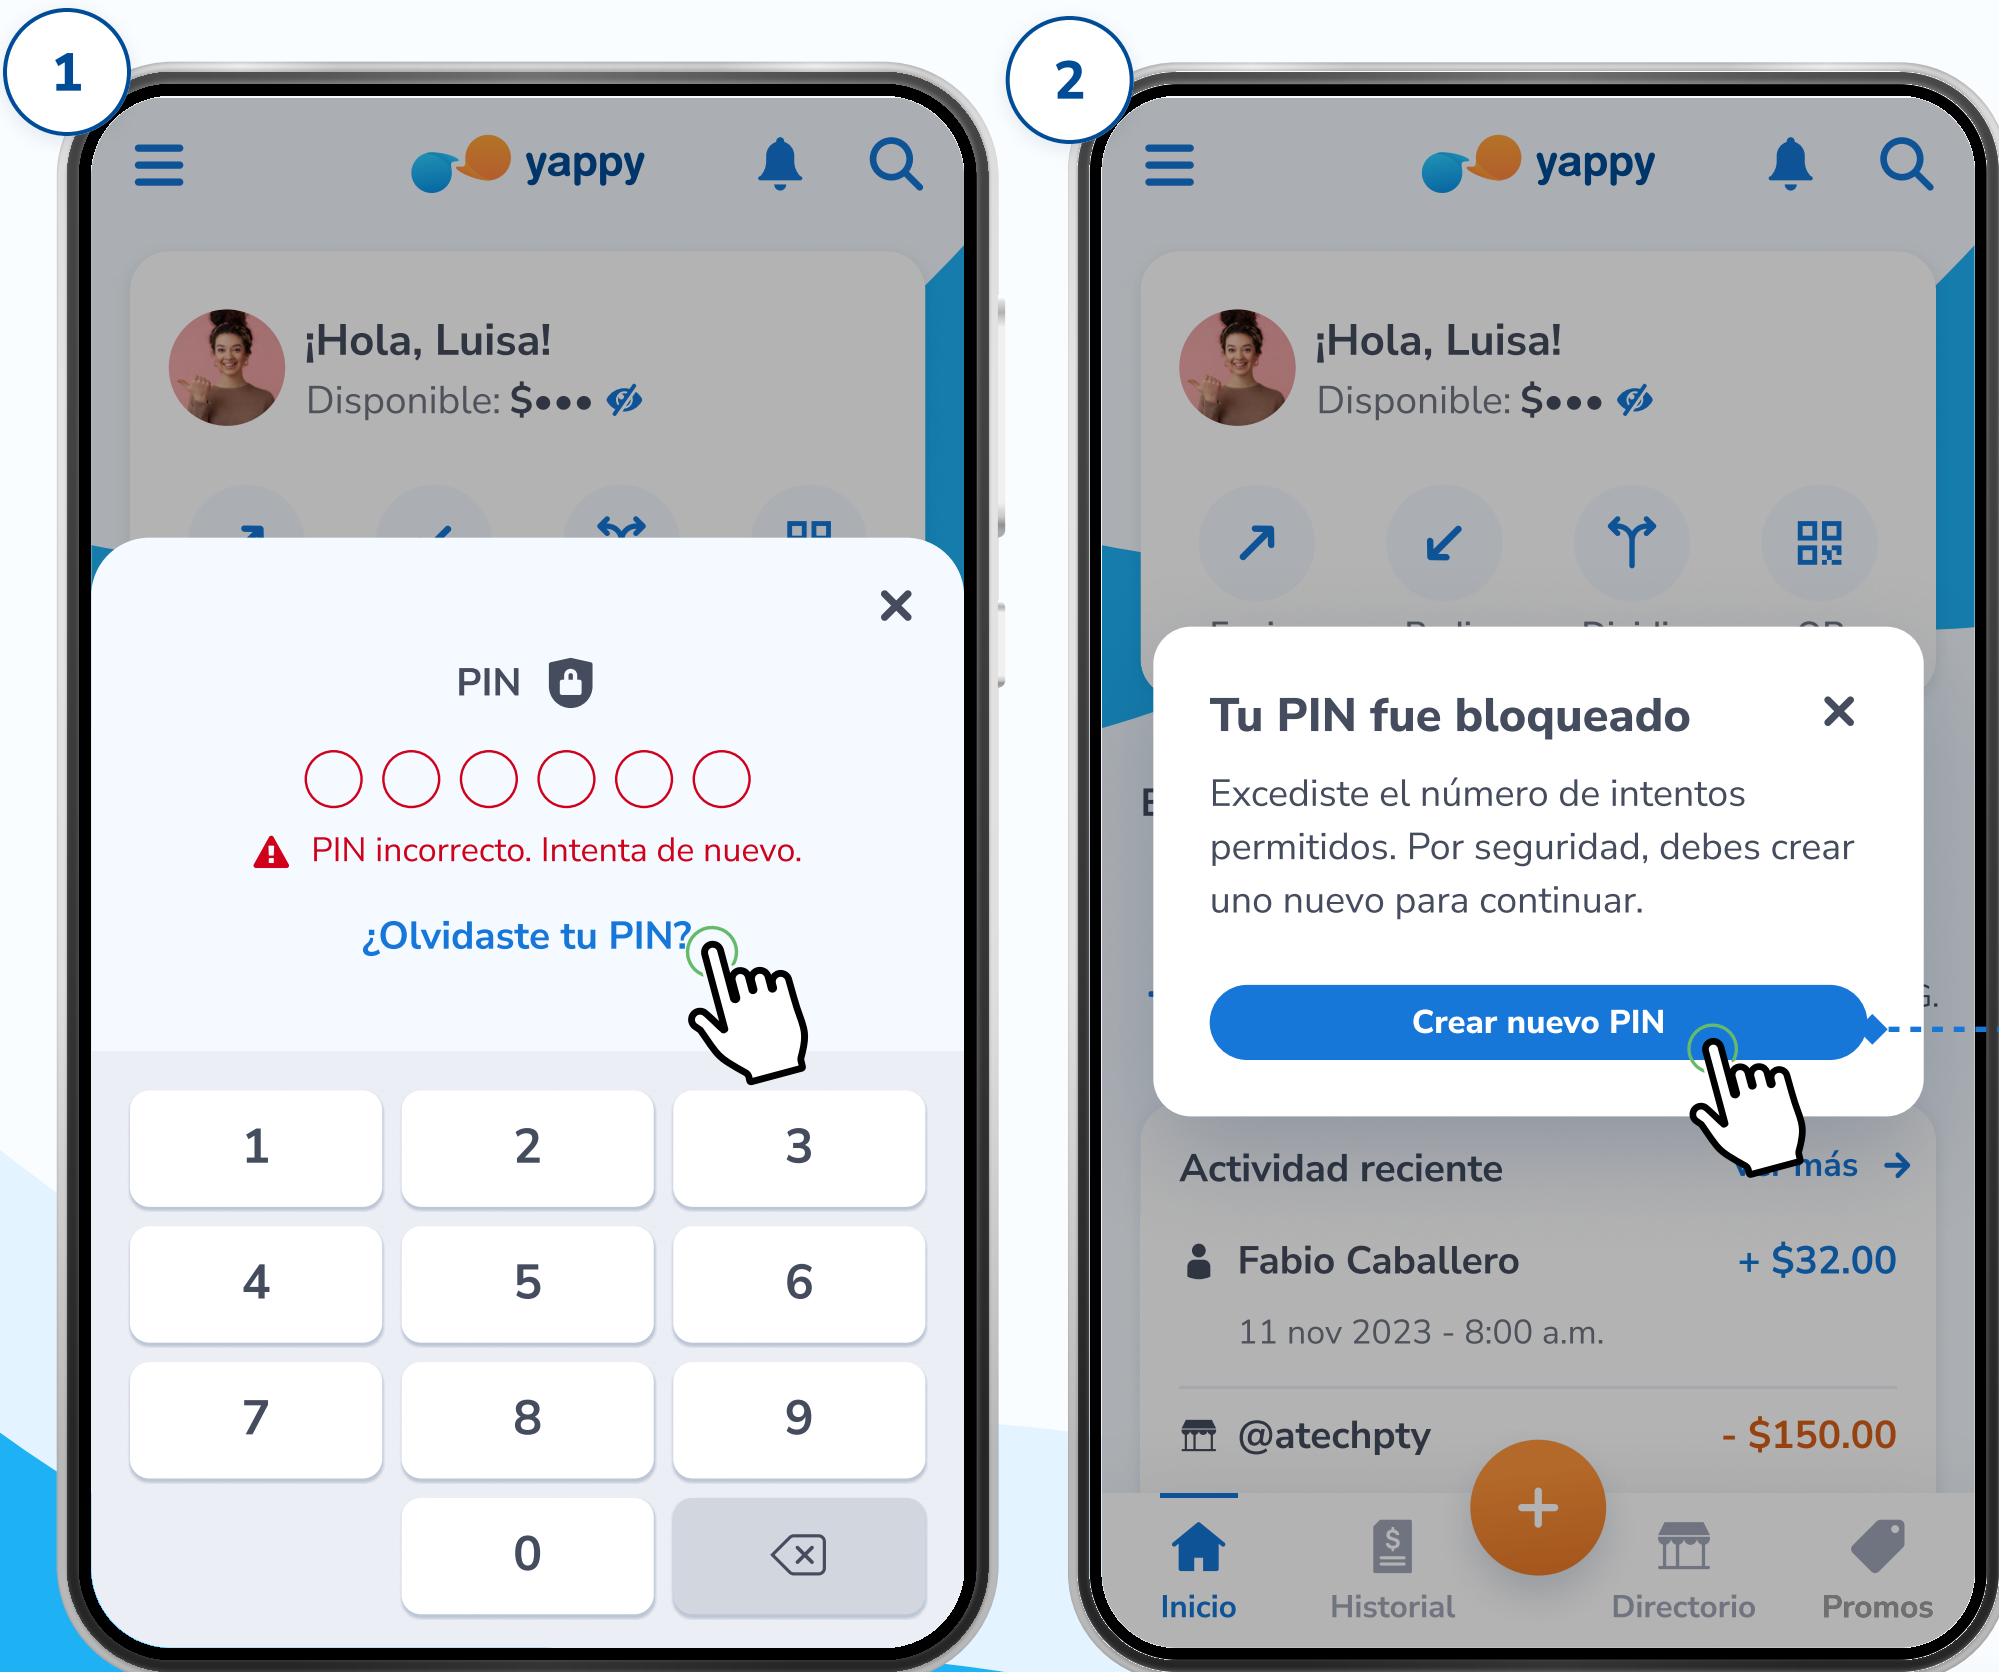 1
yappy
¡Hola, Luisa!
Disponible: $•••
PIN
PIN incorrecto. Intenta de nuevo.
¿Olvidaste tu PIN?
1 2 3
4 5 6
7 8 9
0
2
yappy
¡Hola, Luisa!
Disponible: $•••
Tu PIN fue bloqueado
Excediste el número de intentos
permitidos. Por seguridad, debes crear
uno nuevo para continuar.
Crear nuevo PIN
Actividad reciente
más
Fabio Caballero + $32.00
11 nov 2023 - 8:00 a.m.
@atechpty - $150.00
Inicio Historial Directorio Promos